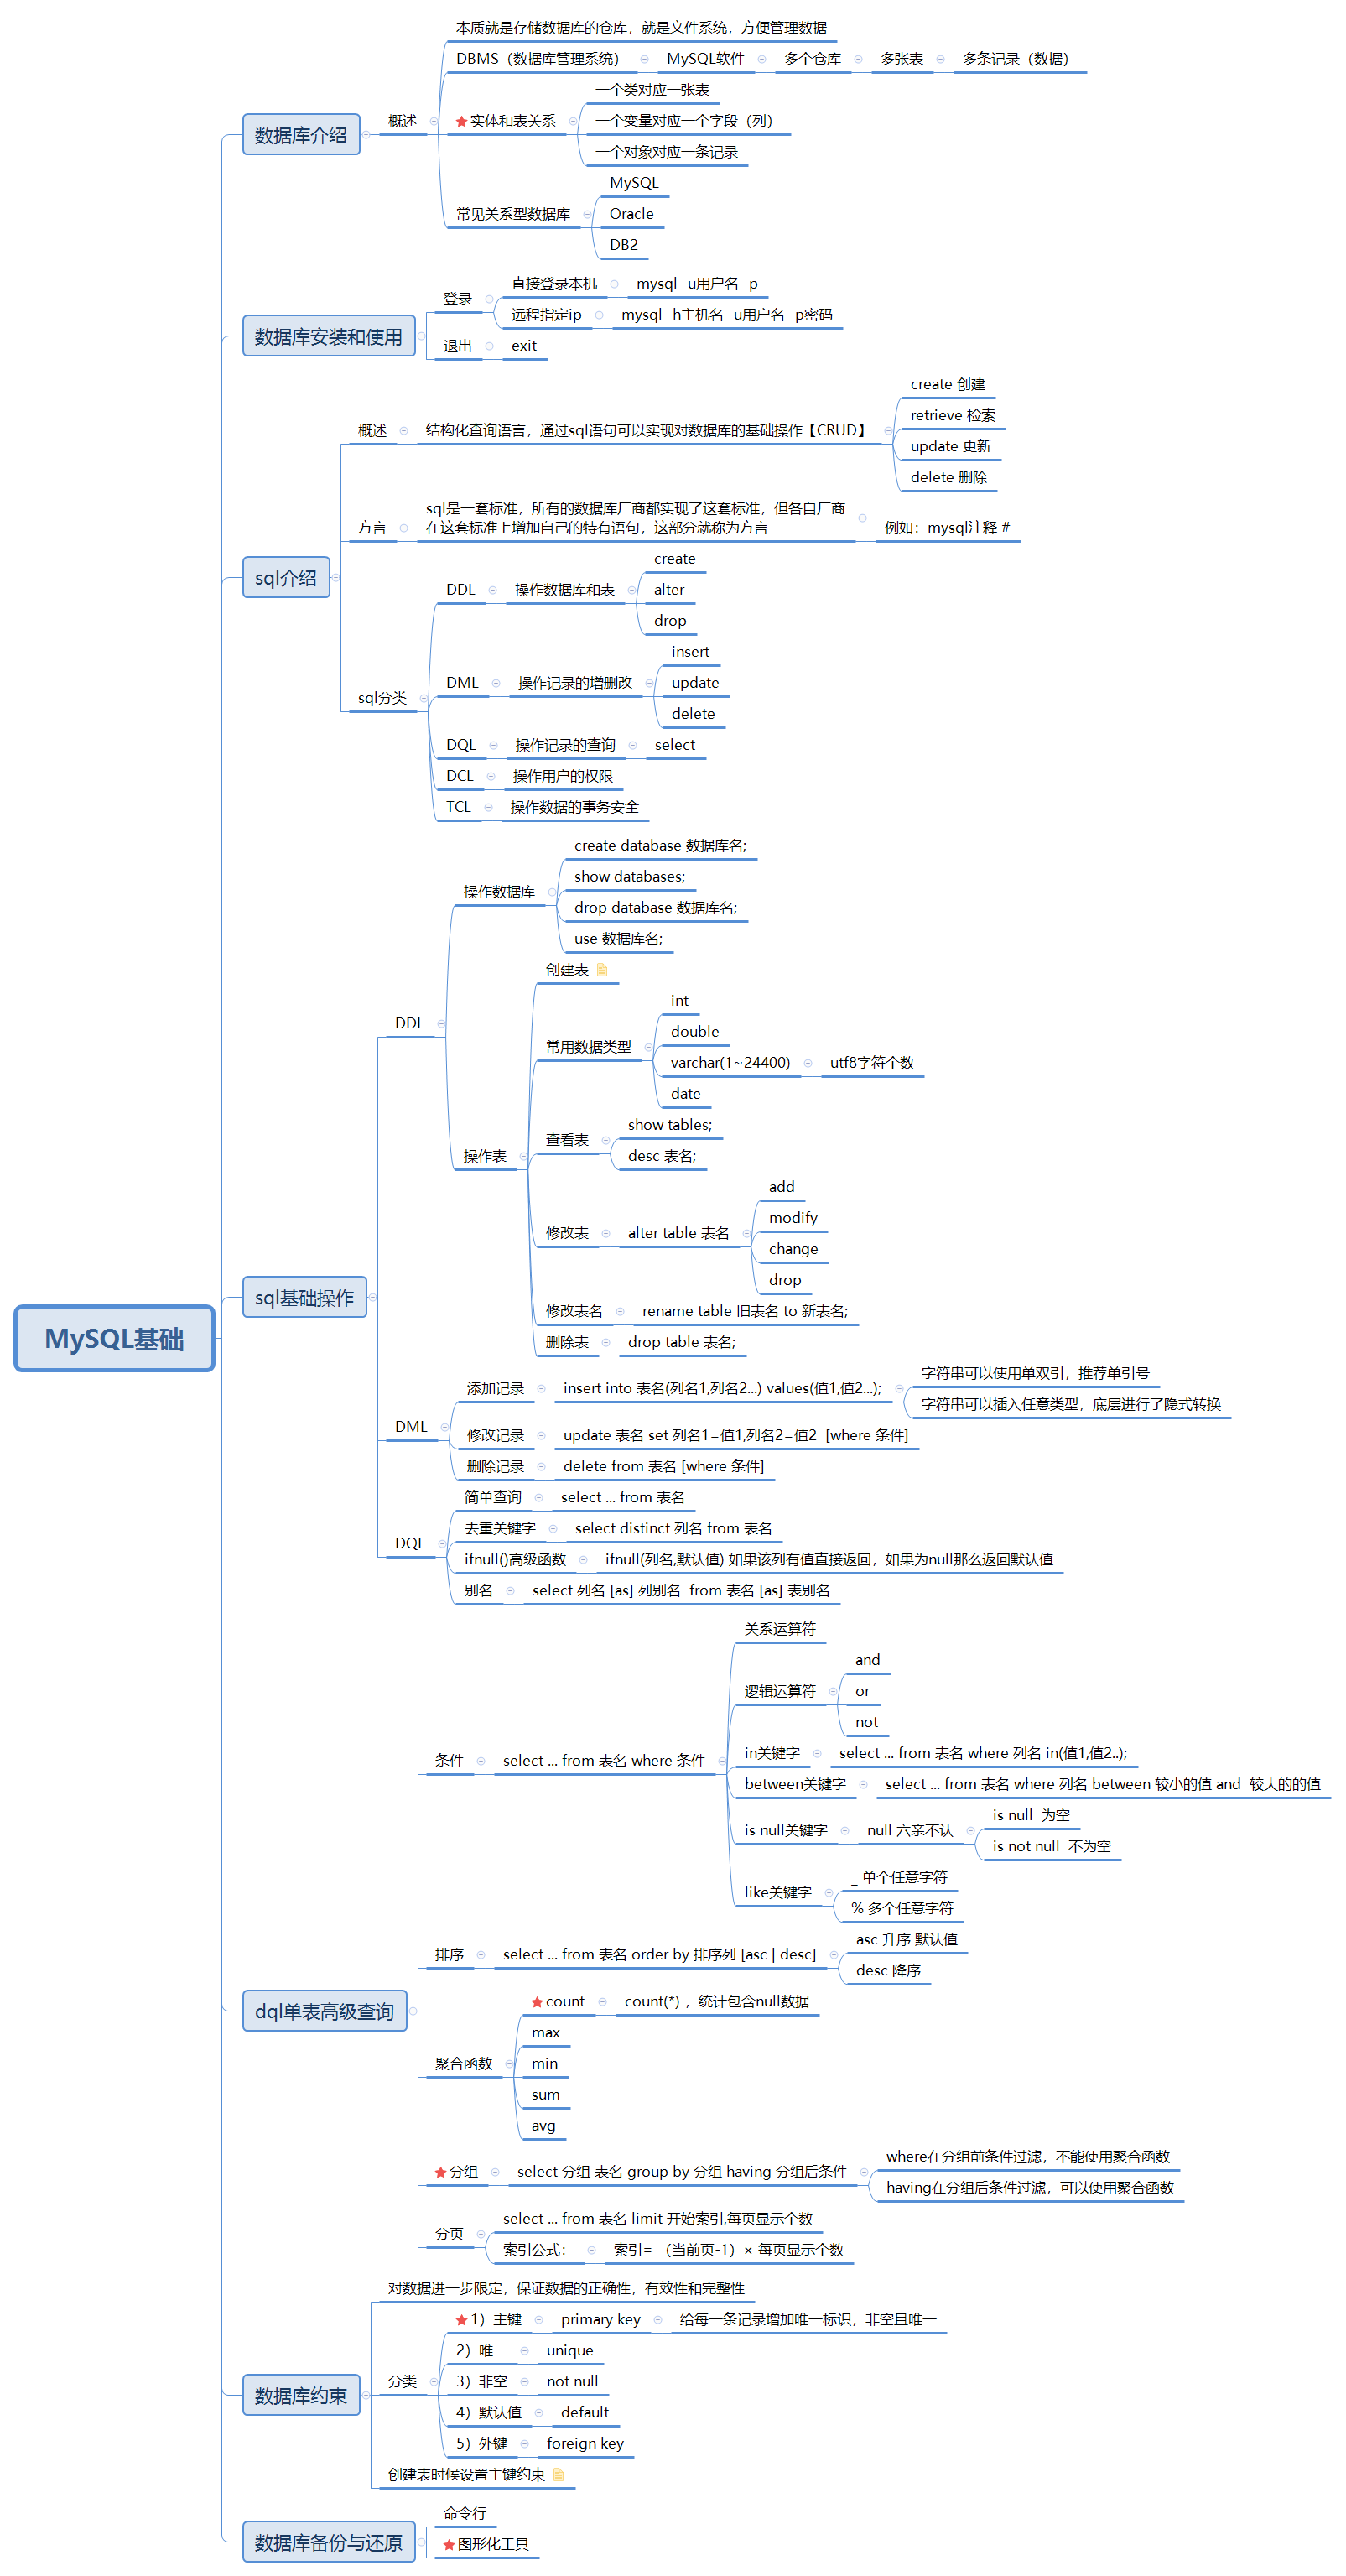 MySQL基础
数据库介绍
概述
本质就是存储数据库的仓库，就是文件系统，方便管理数据
DBMS（数据库管理系统）
MySQL软件
多个仓库
多张表
多条记录（数据）
实体和表关系
一个类对应一张表
一个变量对应一个字段（列）
一个对象对应一条记录
常见关系型数据库
MySQL
Oracle
DB2
数据库安装和使用
登录
直接登录本机
mysql -u用户名 -p
远程指定ip
mysql -h主机名 -u用户名 -p密码
退出
exit
sql介绍
概述
结构化查询语言，通过sql语句可以实现对数据库的基础操作【CRUD】
create 创建
retrieve 检索
update 更新
delete 删除
方言
sql是一套标准，所有的数据库厂商都实现了这套标准，但各自厂商
在这套标准上增加自己的特有语句，这部分就称为方言
例如：mysql注释 #
sql分类
DDL
操作数据库和表
create
alter
drop
DML
操作记录的增删改
insert
update
delete
DQL
操作记录的查询
select
DCL
操作用户的权限
TCL
操作数据的事务安全
sql基础操作
DDL
操作数据库
create database 数据库名;
show databases;
drop database 数据库名;
use 数据库名;
操作表
创建表
常用数据类型
int
double
varchar(1~24400)
utf8字符个数
date
查看表
show tables;
desc 表名;
修改表
alter table 表名
add
modify
change
drop
修改表名
rename table 旧表名 to 新表名;
删除表
drop table 表名;
DML
添加记录
insert into 表名(列名1,列名2...) values(值1,值2...);
字符串可以使用单双引，推荐单引号
字符串可以插入任意类型，底层进行了隐式转换
修改记录
update 表名 set 列名1=值1,列名2=值2  [where 条件]
删除记录
delete from 表名 [where 条件]
DQL
简单查询
select ... from 表名
去重关键字
select distinct 列名 from 表名
ifnull()高级函数
ifnull(列名,默认值) 如果该列有值直接返回，如果为null那么返回默认值
别名
select 列名 [as] 列别名  from 表名 [as] 表别名
dql单表高级查询
条件
select ... from 表名 where 条件
关系运算符
逻辑运算符
and
or
not
in关键字
select ... from 表名 where 列名 in(值1,值2..);
between关键字
select ... from 表名 where 列名 between 较小的值 and  较大的的值
is null关键字
null 六亲不认
is null  为空
is not null  不为空
like关键字
_ 单个任意字符
% 多个任意字符
排序
select ... from 表名 order by 排序列 [asc | desc]
asc 升序 默认值
desc 降序
聚合函数
count
count(*) ，统计包含null数据
max
min
sum
avg
分组
select 分组 表名 group by 分组 having 分组后条件
where在分组前条件过滤，不能使用聚合函数
having在分组后条件过滤，可以使用聚合函数
分页
select ... from 表名 limit 开始索引,每页显示个数
索引公式：
索引= （当前页-1）× 每页显示个数
数据库约束
对数据进一步限定，保证数据的正确性，有效性和完整性
分类
1）主键
primary key
给每一条记录增加唯一标识，非空且唯一
2）唯一
unique
3）非空
not null
4）默认值
default
5）外键
foreign key
创建表时候设置主键约束
数据库备份与还原
命令行
图形化工具